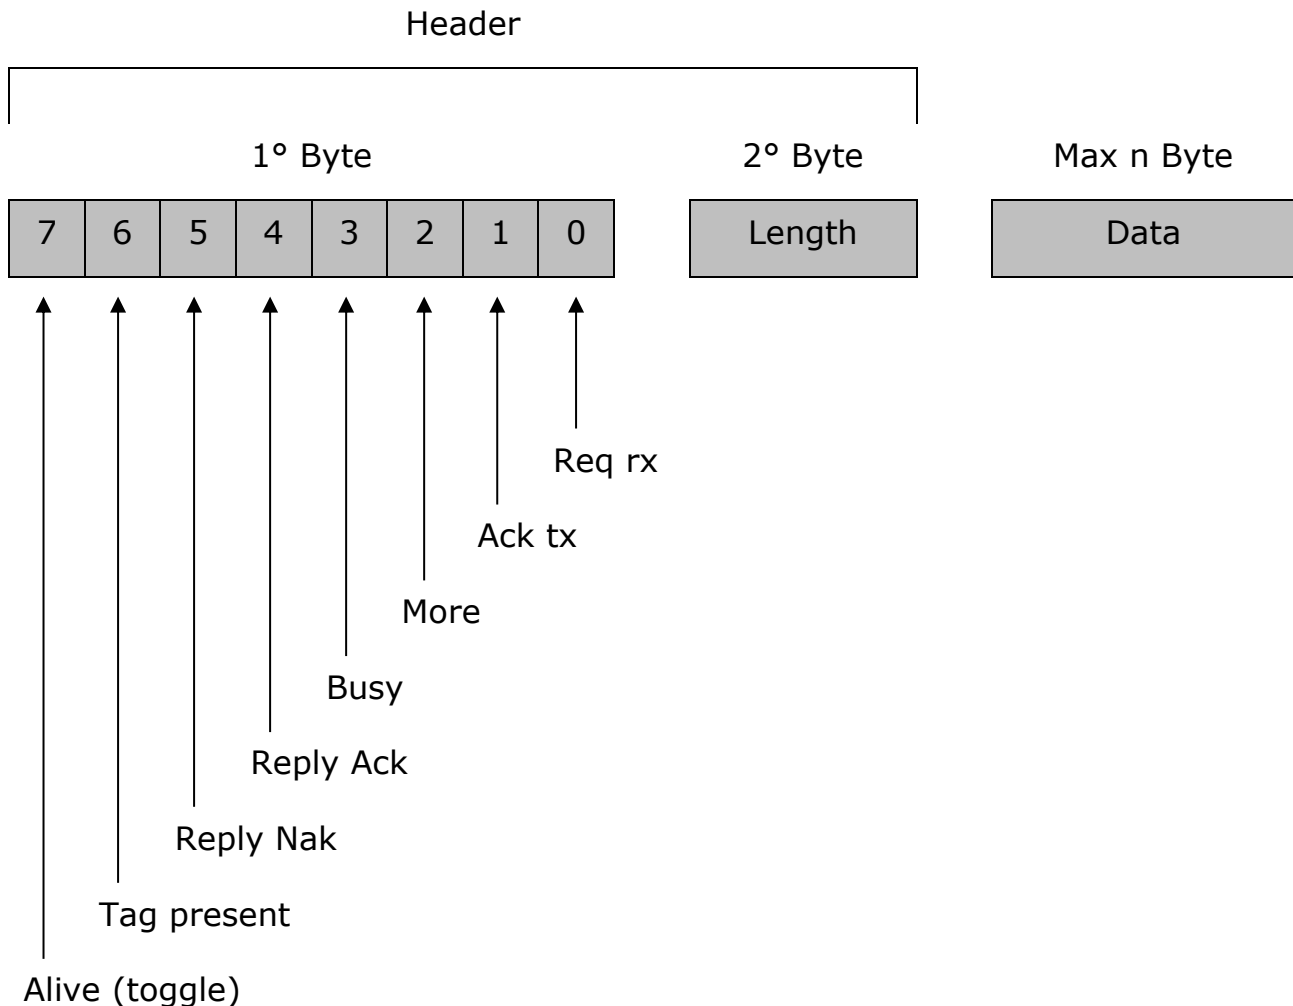 Header
1° Byte 2° Byte Max n Byte
7 6 5 4 3 2 1 0 Length Data
Req rx
Ack tx
More
Busy
Reply Ack
Reply Nak
Tag present
Alive (toggle)